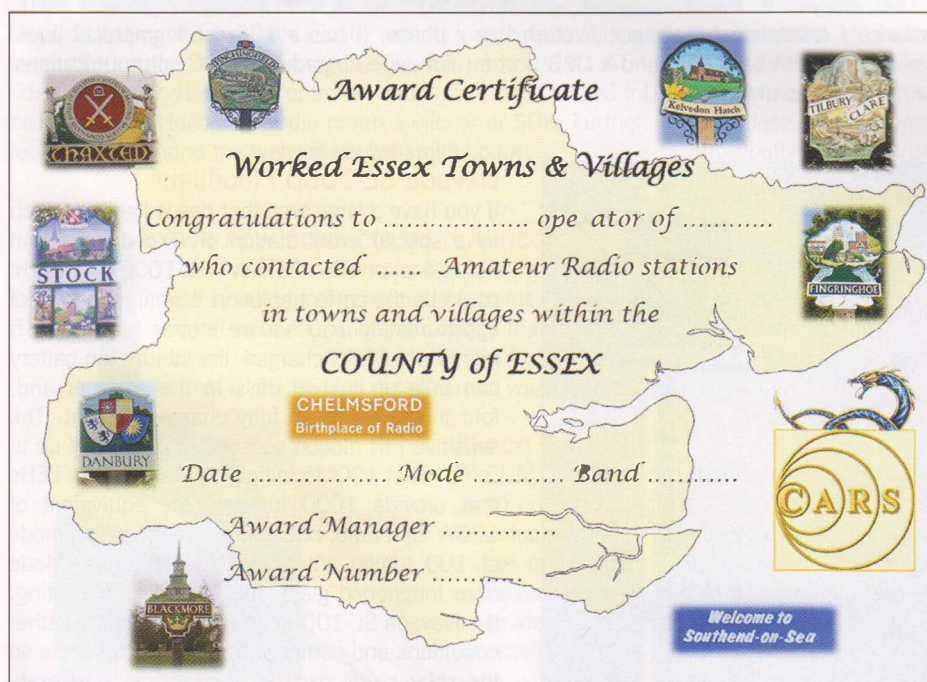 THAXTED
FINCHINGFIELD
Kelvedon Hatch
TILBURY
CLARE
Award Certificate
Worked Essex Towns & Villages
Congratulations to .................... ope ator of ...........
who contacted ........ Amateur Radio stations
in towns and villages within the
COUNTY of ESSEX
STOCK
FINGRINGHOE
DANBURY
CHELMSFORD
Birthplace of Radio
CARS
Date .................. Mode ............ Band ............
Award Manager ...............
Award Number ............
BLACKMORE
Welcome to
Southend-on-Sea